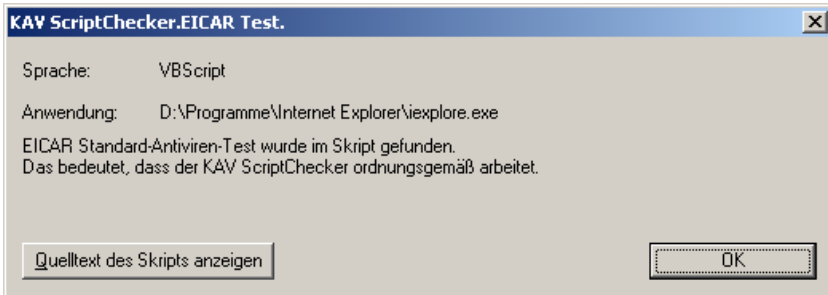 KAV ScriptChecker.EICAR Test.
Sprache: VBScript
Anwendung: D:\Programme\Internet Explorer\iexplore.exe
EICAR Standard-Antiviren-Test wurde im Skript gefunden.
Das bedeutet, dass der KAV ScriptChecker ordnungsgemäß arbeitet.
Quelltext des Skripts anzeigen OK